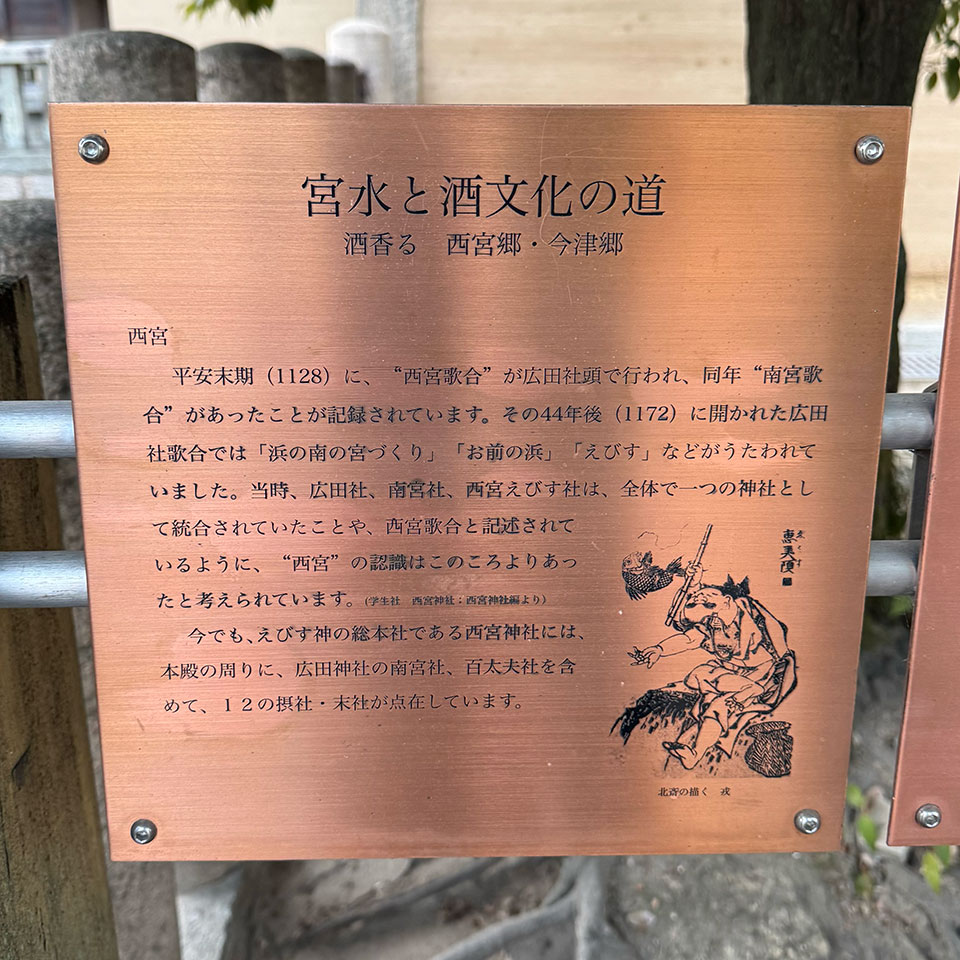 宮水と酒文化の道
酒香る　西宮郷・今津郷
西宮
平安末期（1128）に、“西宮歌合”が広田社頭で行われ、同年“南宮歌
合”があったことが記録されています。その44年後（1172）に開かれた広田
社歌合では「浜の南の宮づくり」「お前の浜」「えびす」などがうたわれて
いました。当時、広田社、南宮社、西宮えびす社は、全体で一つの神社とし
て統合されていたことや、西宮歌合と記述されて
いるように、“西宮”の認識はこのころよりあっ
たと考えられています。(学生社　西宮神社：西宮神社編より)
今でも、えびす神の総本社である西宮神社には、
本殿の周りに、広田神社の南宮社、百太夫社を含
めて、１２の摂社・末社が点在しています。
恵美須
北斎の描く　戎